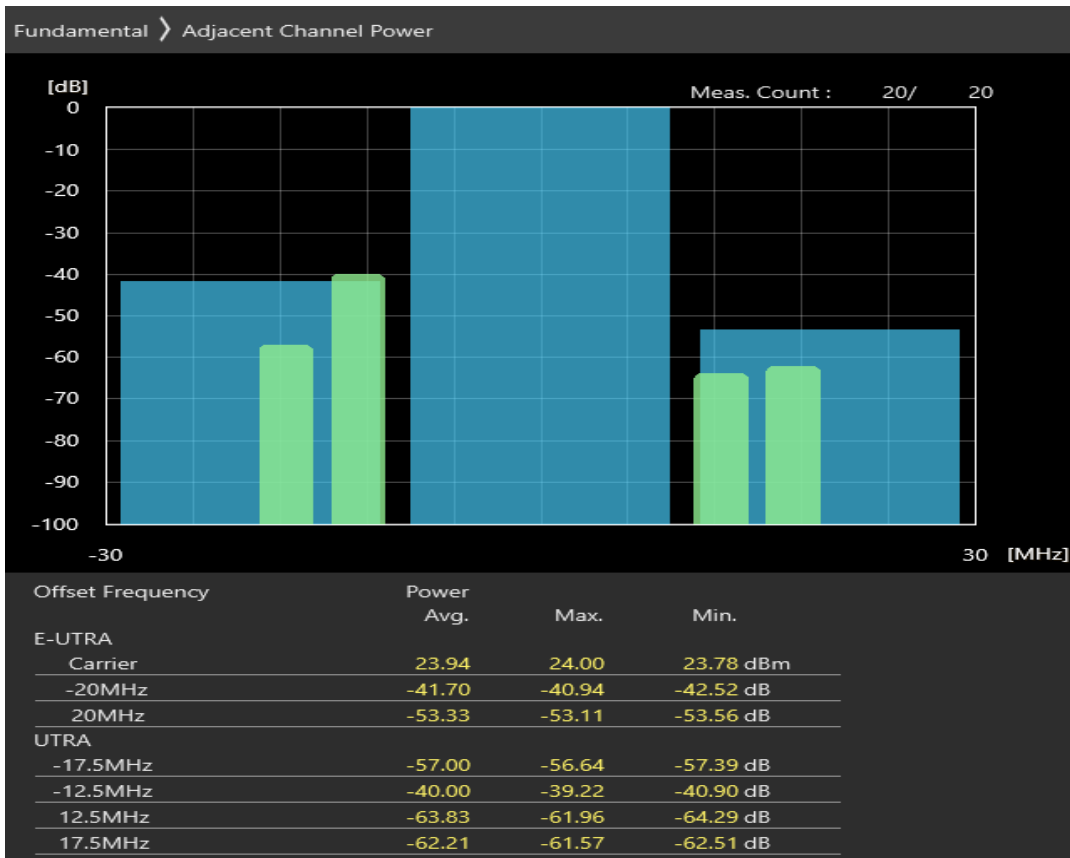 Fundamental 〉 Adjacent Channel Power
[dB]
Meas. Count : 20/ 20
0
-10
-20
-30
-40
-50
-60
-70
-80
-90
-100
-30 30 [MHz]
Offset Frequency Power
Avg. Max. Min.
E-UTRA
Carrier 23.94 24.00 23.78 dBm
-20MHz -41.70 -40.94 -42.52 dB
20MHz -53.33 -53.11 -53.56 dB
UTRA
-17.5MHz -57.00 -56.64 -57.39 dB
-12.5MHz -40.00 -39.22 -40.90 dB
12.5MHz -63.83 -61.96 -64.29 dB
17.5MHz -62.21 -61.57 -62.51 dB